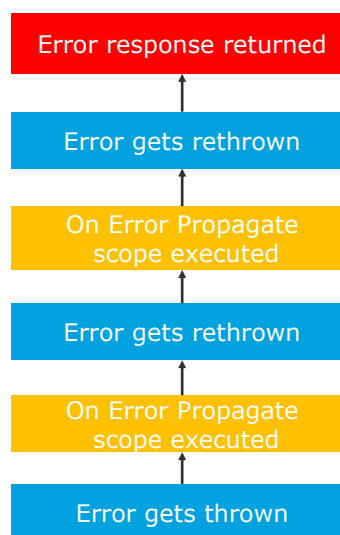 Error response returned
Error gets rethrown
On Error Propagate
scope executed
Error gets rethrown
On Error Propagate
scope executed
Error gets thrown